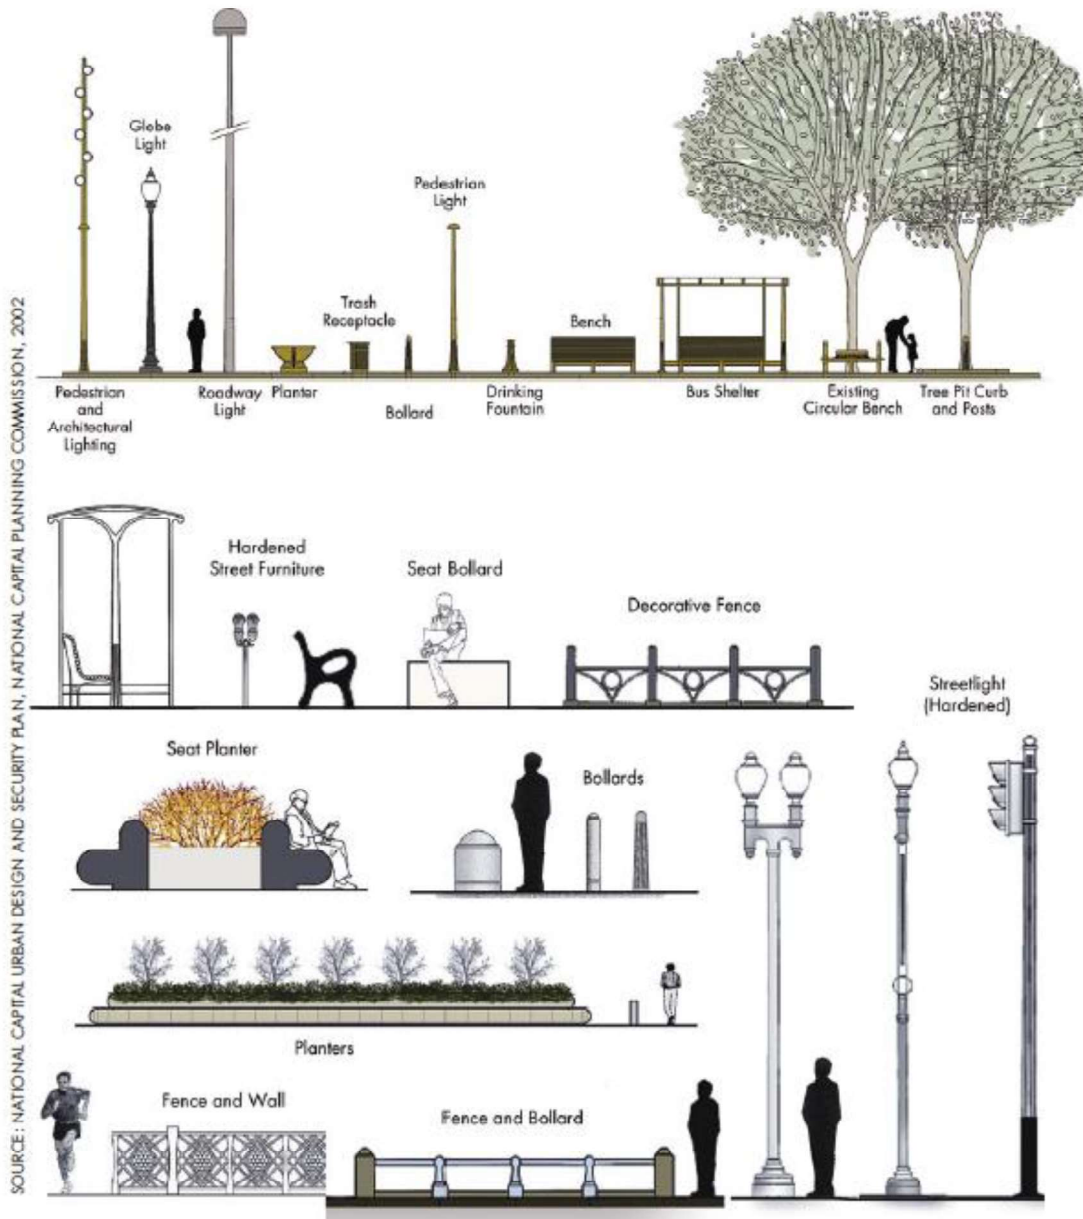 Globe
Light
Pedestrian
Light
Trash
Receptacle
Bench
Pedestrian
and
Architectural
Lighting
Roadway
Light
Planter
Bollard
Drinking
Fountain
Bus Shelter
Existing
Circular Bench
Tree Pit Curb
and Posts
Hardened
Street Furniture
Seat Bollard
Decorative Fence
Streetlight
(Hardened)
Seat Planter
Bollards
Planters
Fence and Wall
Fence and Bollard
SOURCE: NATIONAL CAPITAL URBAN DESIGN AND SECURITY PLAN, NATIONAL CAPITAL PLANNING COMMISSION, 2002